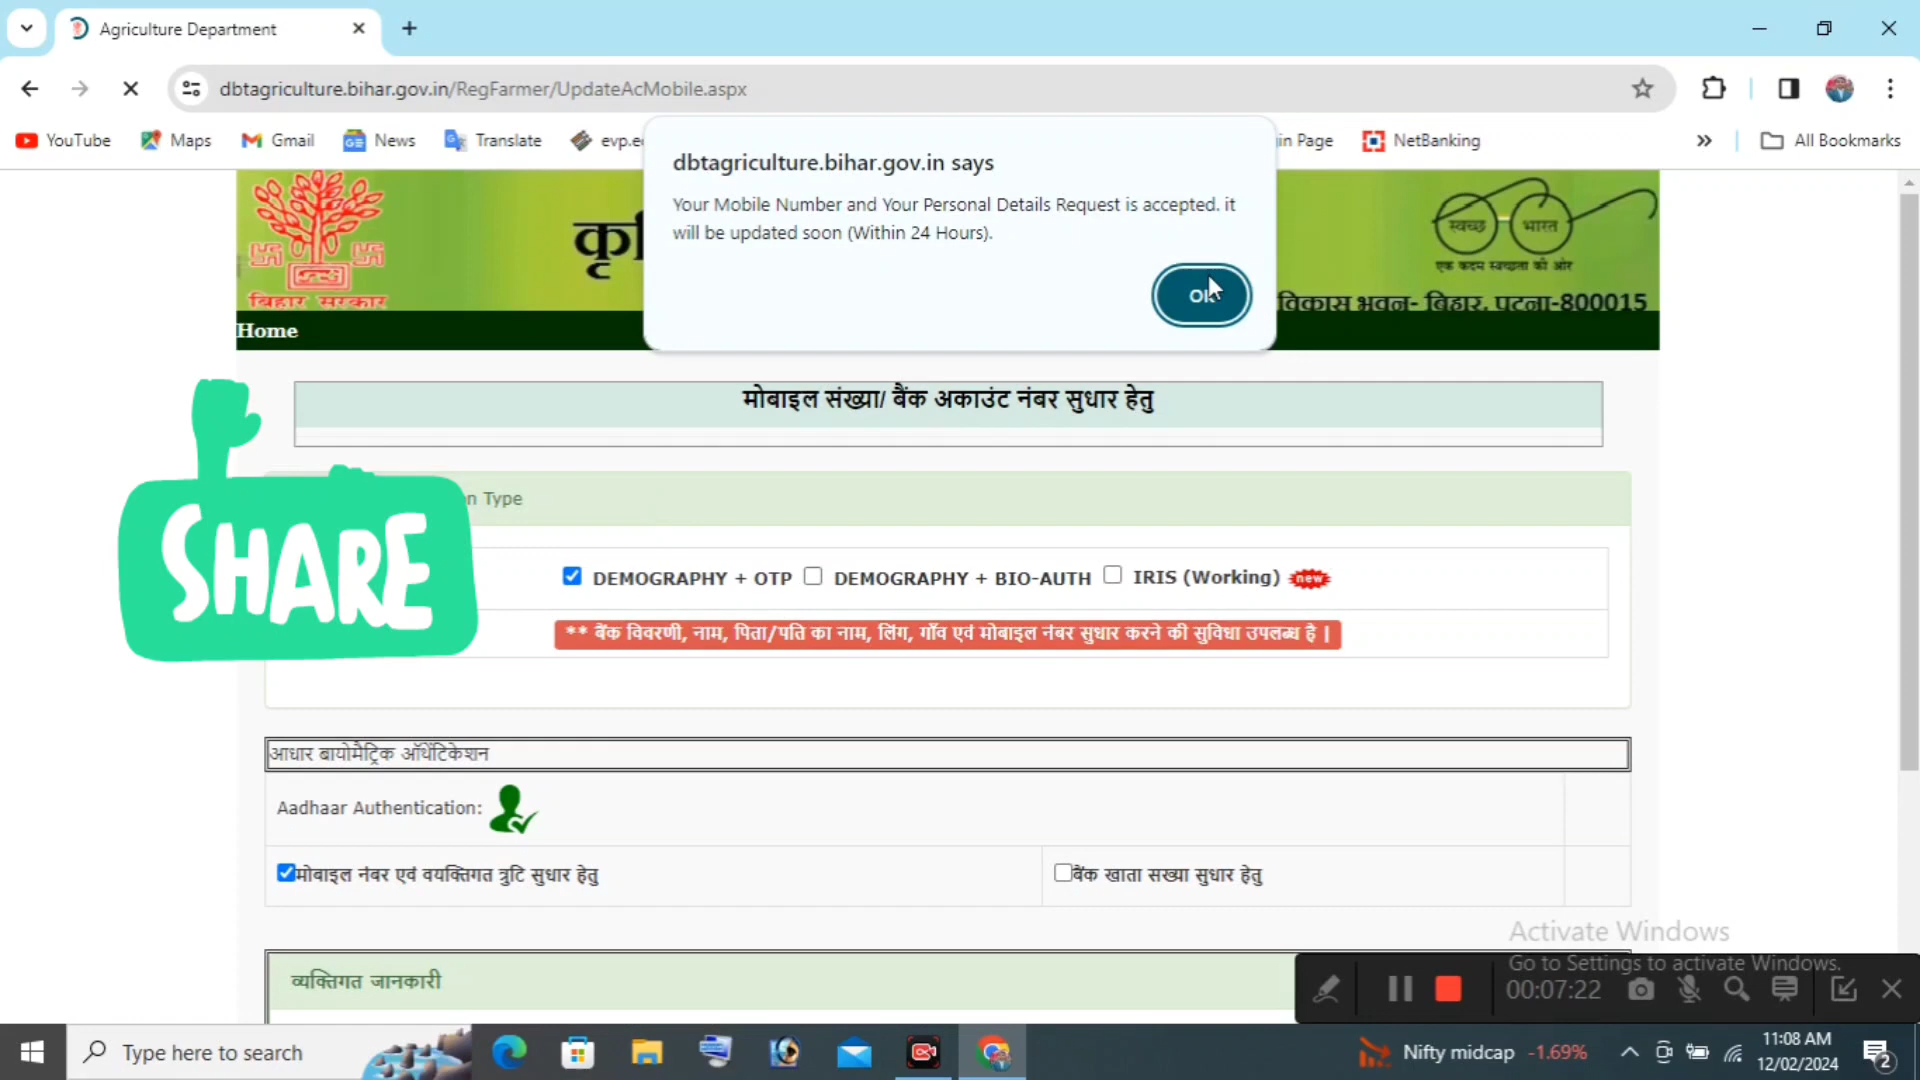 Agriculture Department
dbtagriculture.bihar.gov.in/RegFarmer/UpdateAcMobile.aspx
YouTube
Maps
Gmail
News
Translate
in Page
NetBanking
All Bookmarks
dbtagriculture.bihar.gov.in says
Your Mobile Number and Your Personal Details Request is accepted. it
will be updated soon (Within 24 Hours).
OK
बिहार सरकार
स्वच्छ भारत
एक कदम स्वच्छता की ओर
विकास भवन- बिहार, पटना-800015
Home
मोबाइल संख्या/ बैंक अकाउंट नंबर सुधार हेतु
Type
SHARE
DEMOGRAPHY + OTP DEMOGRAPHY + BIO-AUTH IRIS (Working) new
** बैंक विवरणी, नाम, पिता/पति का नाम, लिंग, गाँव एवं मोबाइल नंबर सुधार करने की सुविधा उपलब्ध है |
आधार बायोमैट्रिक ऑथेंटिकेशन
Aadhaar Authentication:
मोबाइल नंबर एवं वयक्तिगत त्रुटि सुधार हेतु
बैंक खाता सख्या सुधार हेतु
व्यक्तिगत जानकारी
Activate Windows
Go to Settings to activate Windows.
00:07:22
Type here to search
Nifty midcap -1.69%
11:08 AM
12/02/2024
2